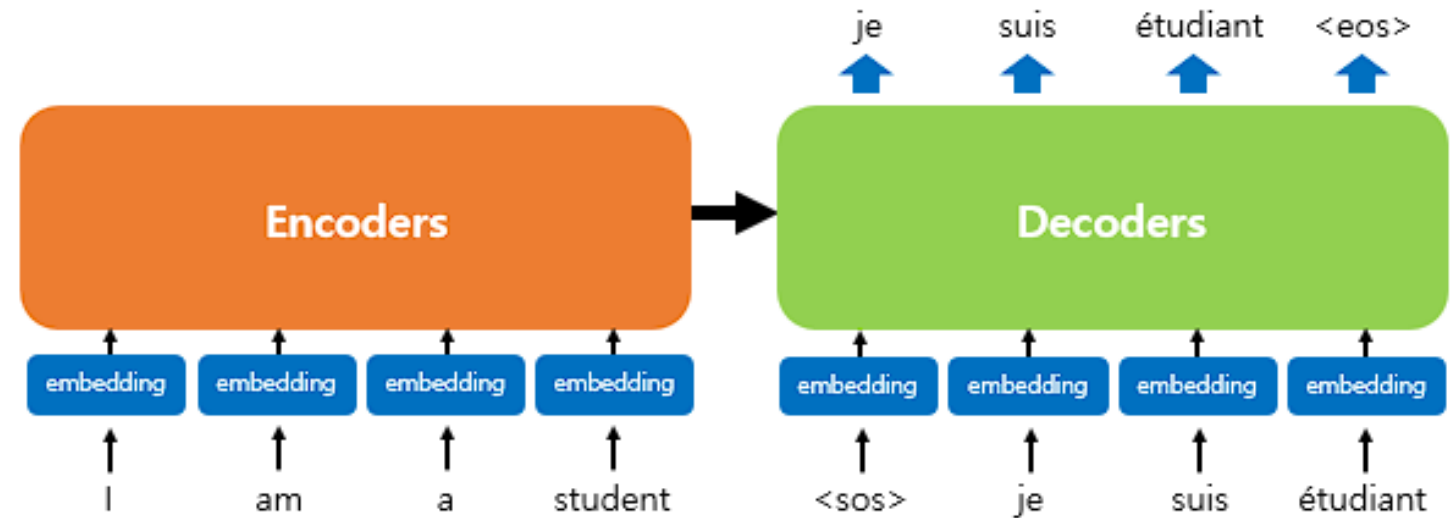 je suis étudiant <eos>
Encoders
Decoders
embedding embedding embedding embedding embedding embedding embedding embedding
I am a student <sos> je suis étudiant